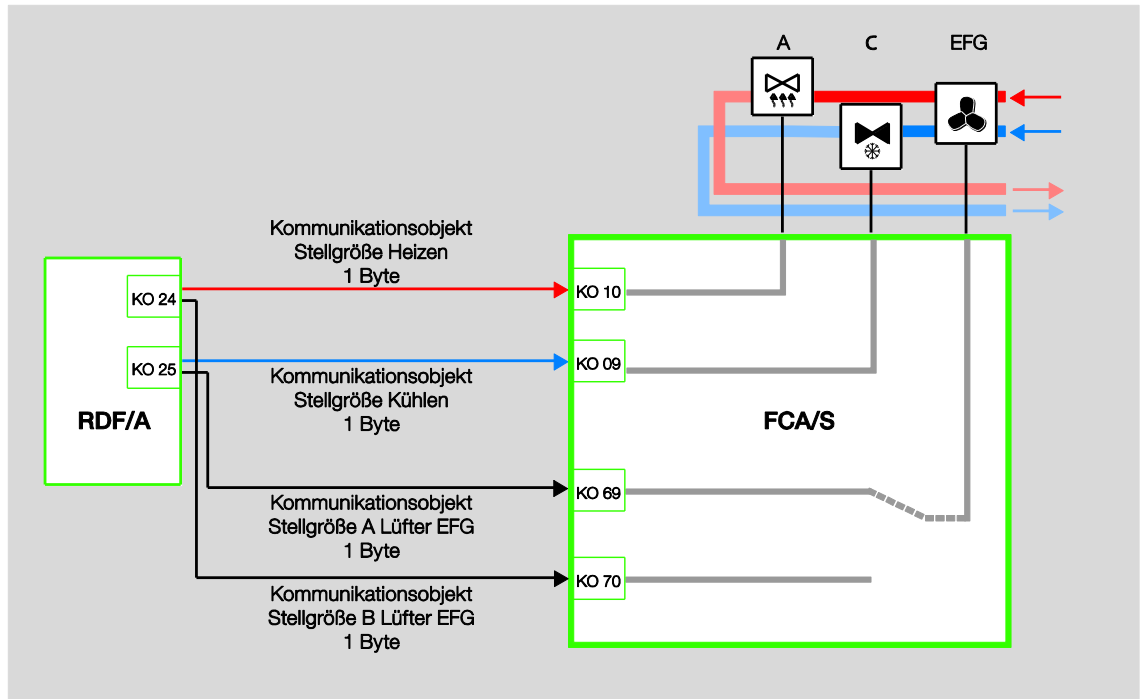 A
C
EFG
Kommunikationsobjekt
Stellgröße Heizen
1 Byte
KO 24
KO 10
KO 25
KO 09
Kommunikationsobjekt
Stellgröße Kühlen
1 Byte
RDF/A
FCA/S
KO 69
Kommunikationsobjekt
Stellgröße A Lüfter EFG
1 Byte
KO 70
Kommunikationsobjekt
Stellgröße B Lüfter EFG
1 Byte